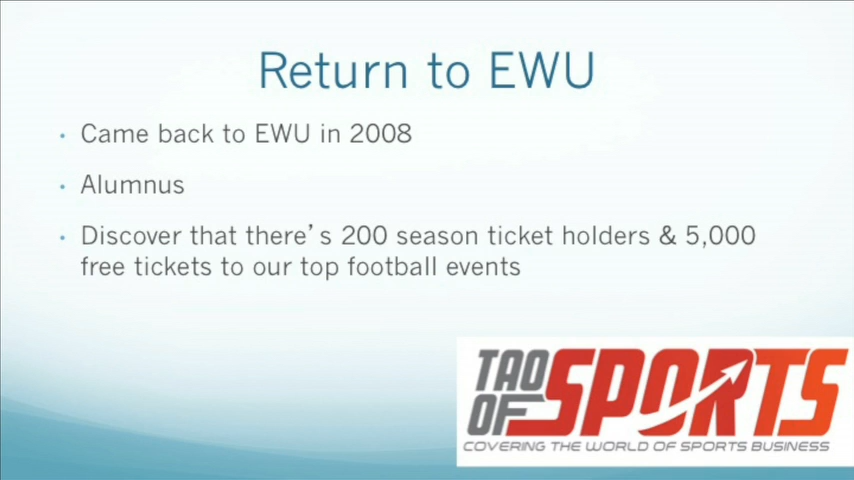 Return to EWU
• Came back to EWU in 2008
• Alumnus
• Discover that there's 200 season ticket holders & 5,000
free tickets to our top football events
TAO
OF SPORTS
COVERING THE WORLD OF SPORTS BUSINESS